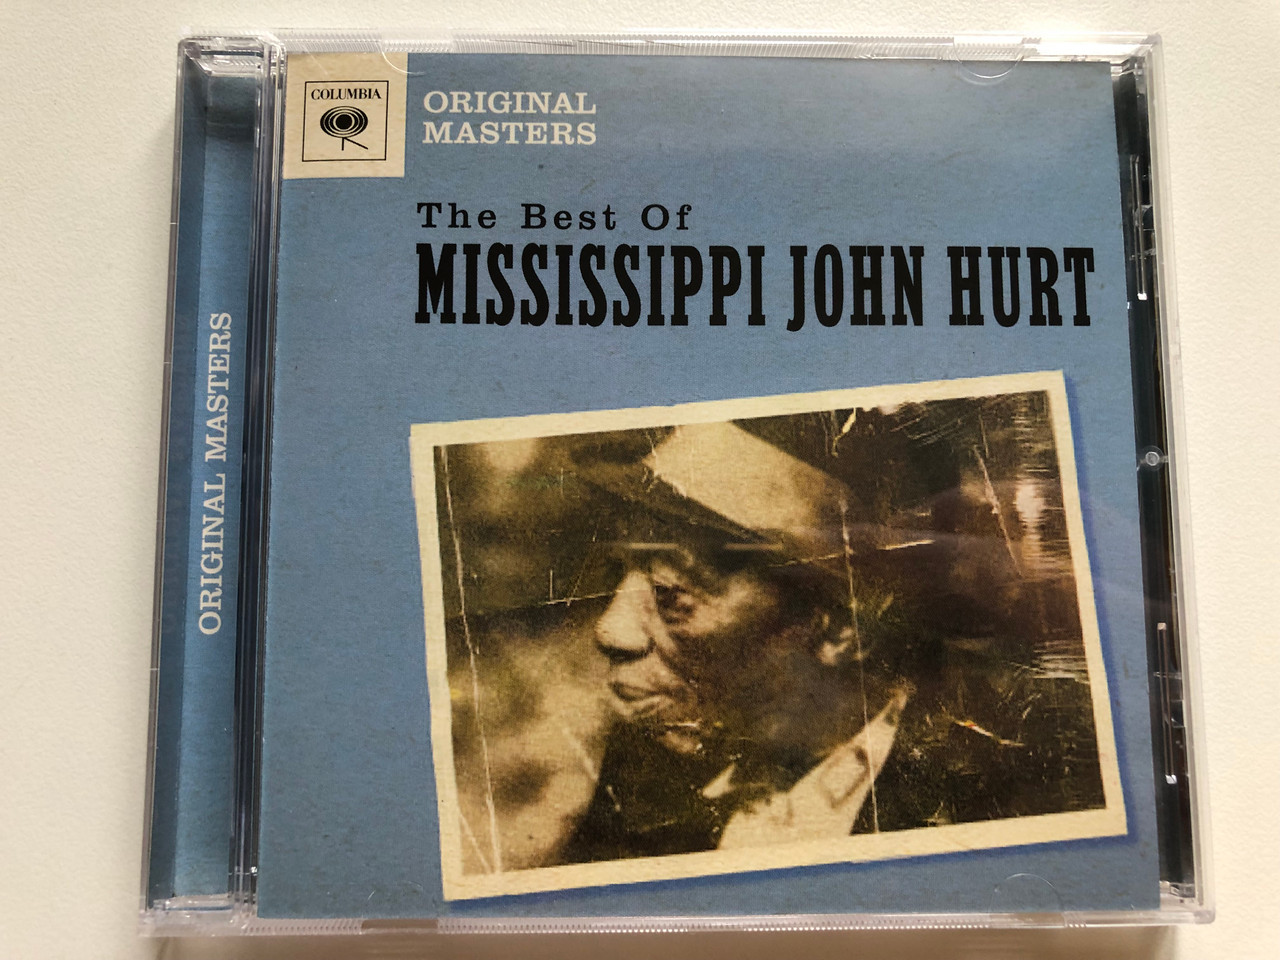 COLUMBIA
ORIGINAL
MASTERS
The Best Of
MISSISSIPPI JOHN HURT
ORIGINAL MASTERS